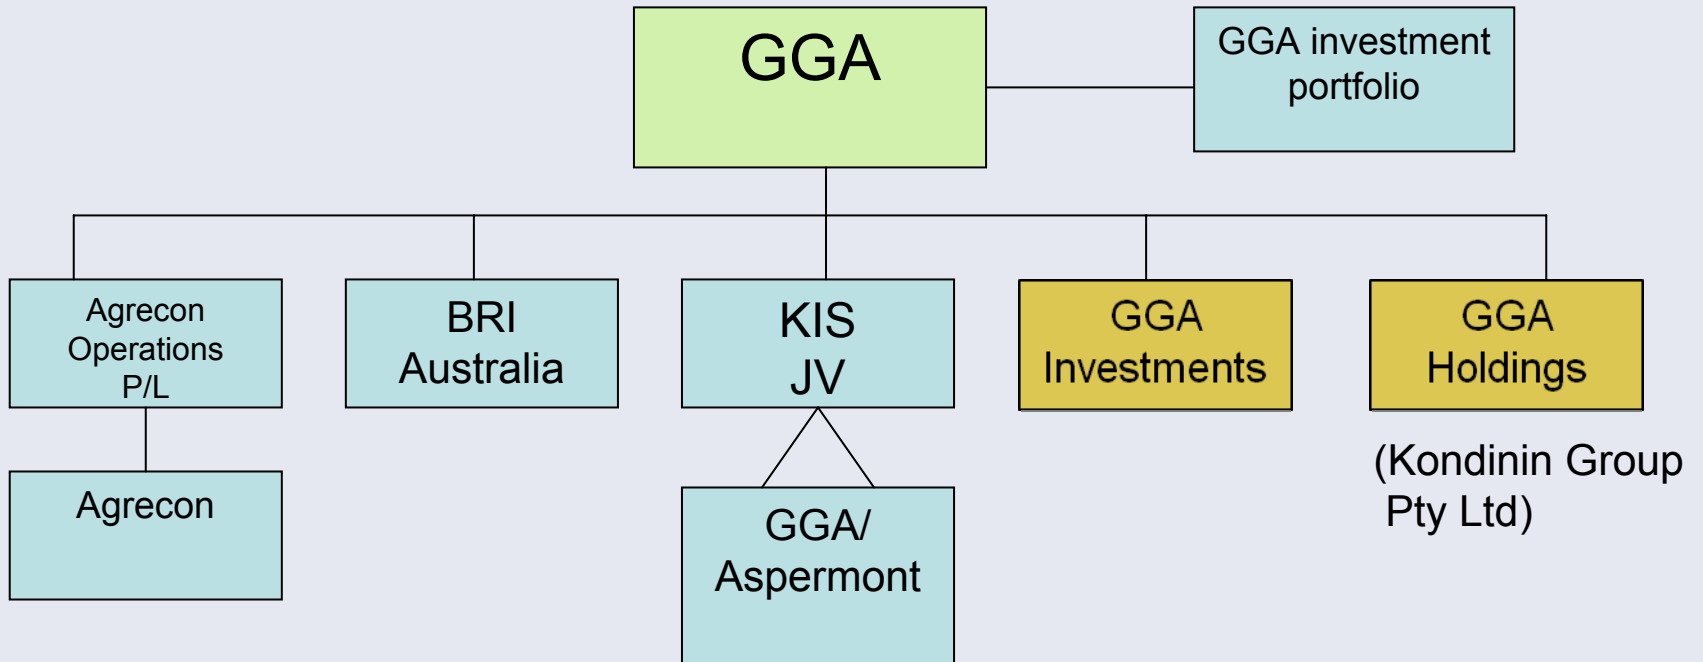 GGA
GGA investment
portfolio
Agrecon
Operations
P/L
BRI
Australia
KIS
JV
GGA
Investments
GGA
Holdings
Agrecon
GGA/
Aspermont
(Kondinin Group
Pty Ltd)